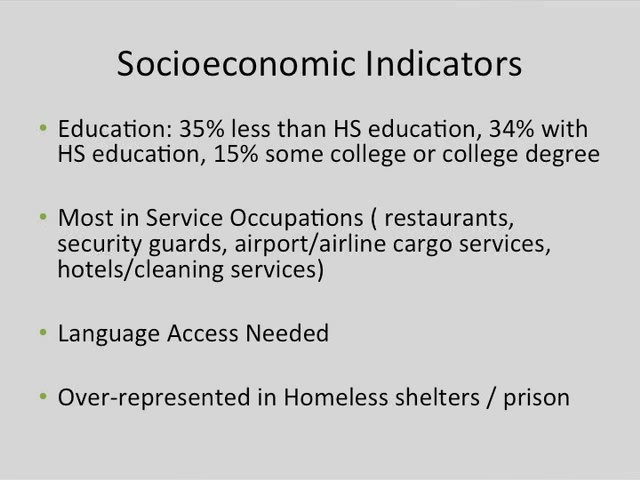 Socioeconomic Indicators
• Education: 35% less than HS education, 34% with
HS education, 15% some college or college degree
• Most in Service Occupations ( restaurants,
security guards, airport/airline cargo services,
hotels/cleaning services)
• Language Access Needed
• Over-represented in Homeless shelters / prison